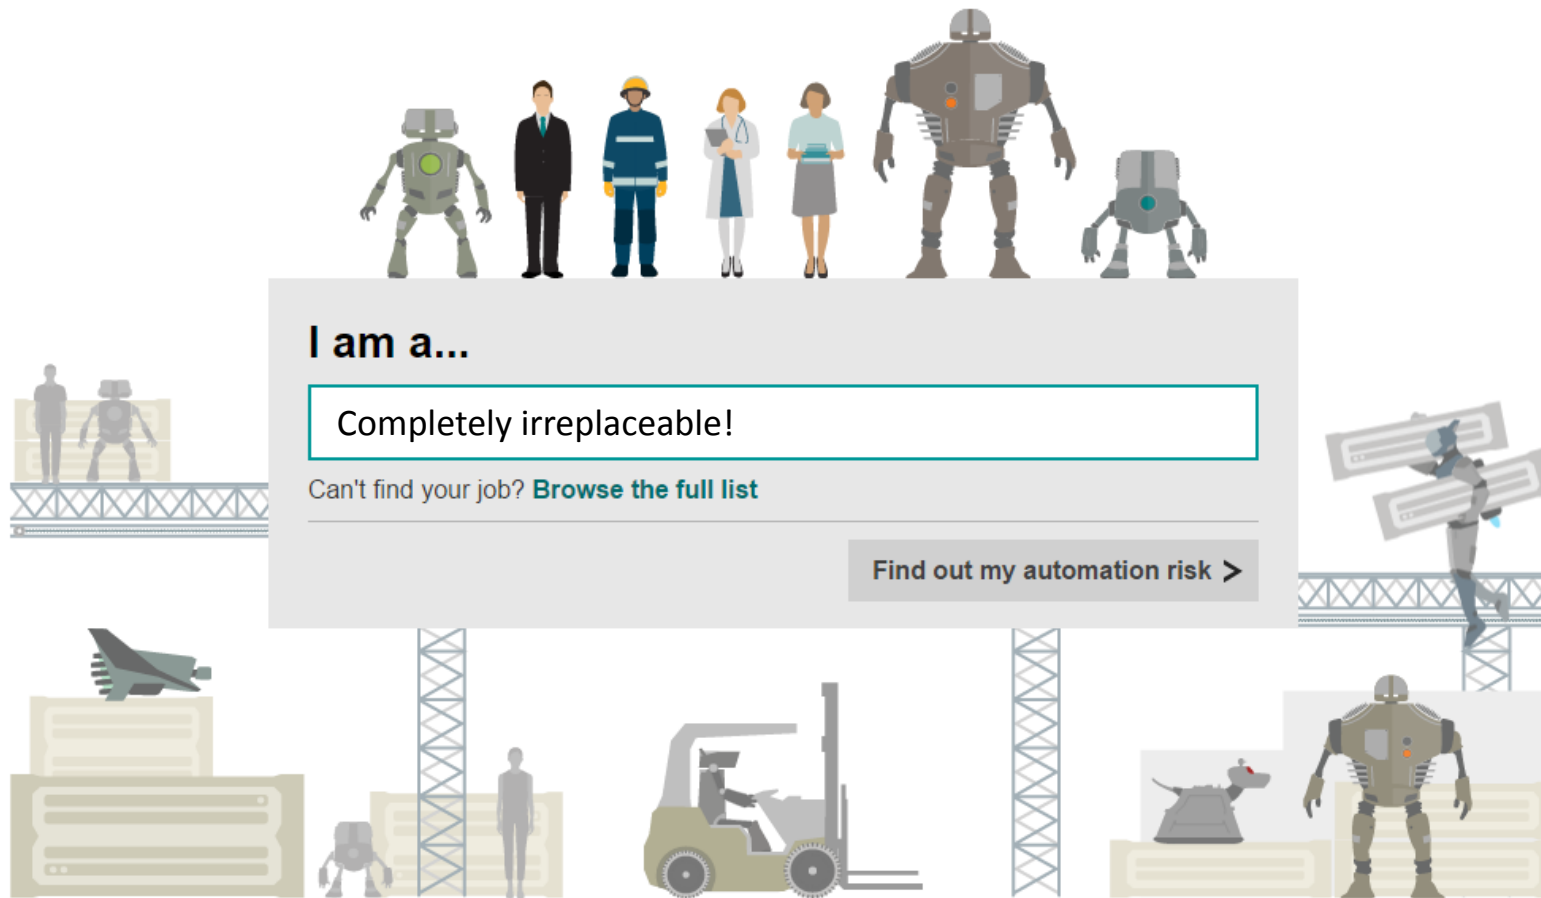 I am a...
Completely irreplaceable!
Can't find your job? Browse the full list
Find out my automation risk >